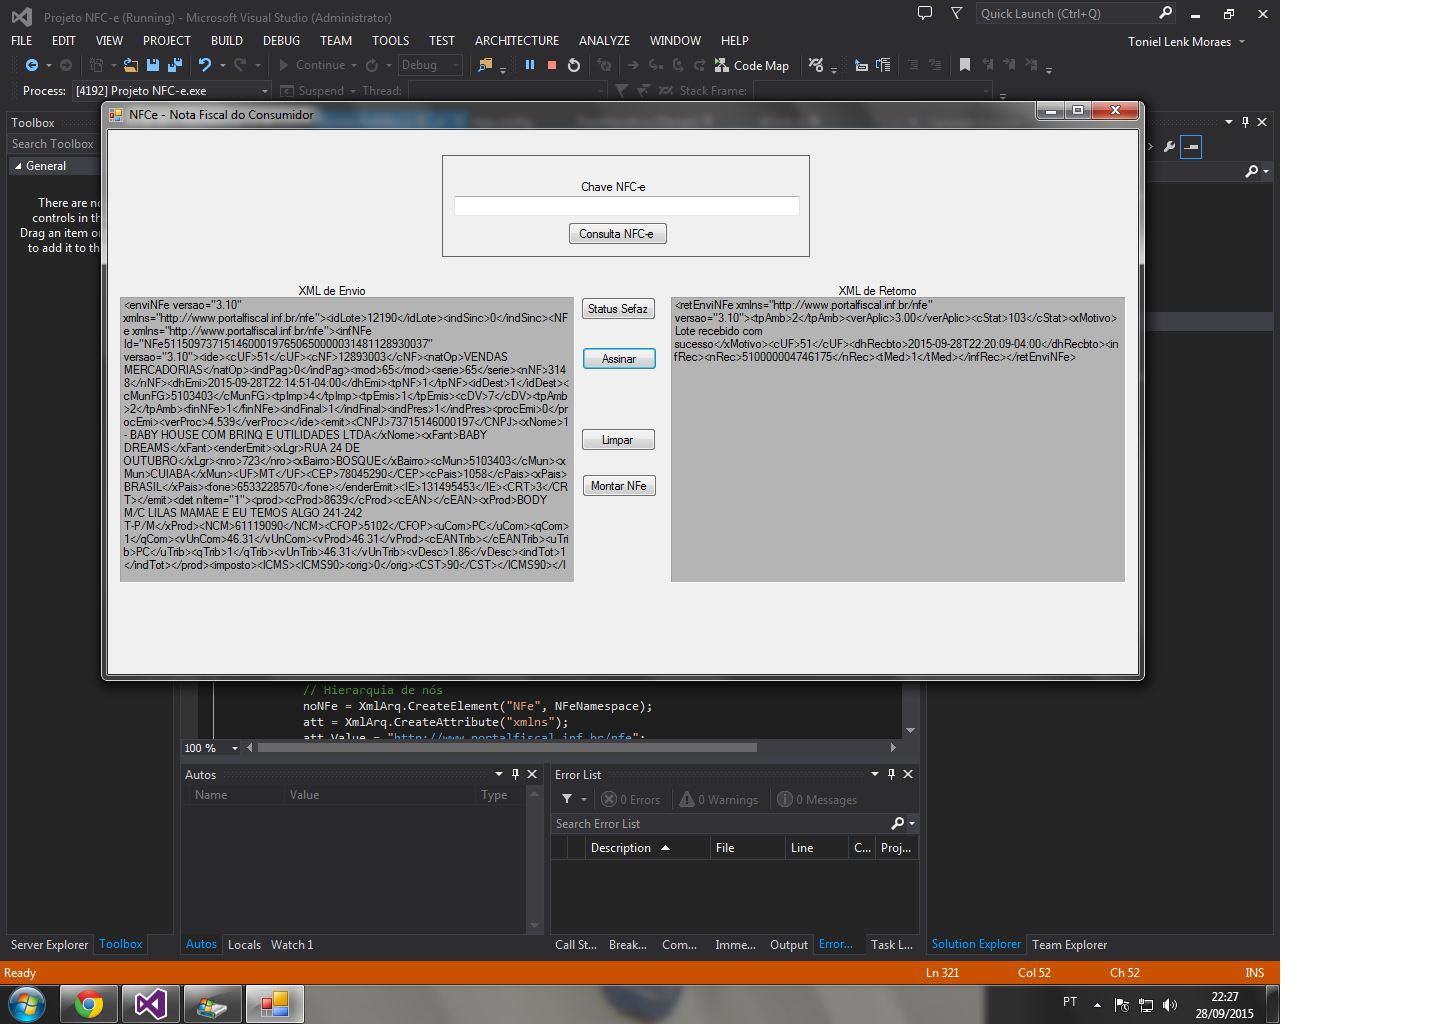 Projeto NFC-e (Running) - Microsoft Visual Studio (Administrator)
Quick Launch (Ctrl+Q)
FILE EDIT VIEW PROJECT BUILD DEBUG TEAM TOOLS TEST ARCHITECTURE ANALYZE WINDOW HELP
Toniel Lenk Moraes
Continue Debug Code Map
Process: [4192] Projeto NFC-e.exe Suspend Thread: Stack Frame:
Toolbox
Search Toolbox
General
There are no
controls in th
Drag an item o
to add it to th
NFCe - Nota Fiscal do Consumidor
Chave NFC-e
Consulta NFC-e
XML de Envio
<enviNFe versao="3.10"
xmlns="http://www.portalfiscal.inf.br/nfe"><idLote>12190</idLote><indSinc>0</indSinc><NF
e xmlns="http://www.portalfiscal.inf.br/nfe"><infNFe
Id="NFe51150973715146000197650650000031481128930037"
versao="3.10"><ide><cUF>51</cUF><cNF>12893003</cNF><natOp>VENDAS
MERCADORIAS</natOp><indPag>0</indPag><mod>65</mod><serie>65</serie><nNF>314
8</nNF><dhEmi>2015-09-28T22:14:51-04:00</dhEmi><tpNF>1</tpNF><idDest>1</idDest><
cMunFG>5103403</cMunFG><tpImp>4</tpImp><tpEmis>1</tpEmis><cDV>7</cDV><tpAmb
>2</tpAmb><finNFe>1</finNFe><indFinal>1</indFinal><indPres>1</indPres><procEmi>0</pr
ocEmi><verProc>4.539</verProc></ide><emit><CNPJ>73715146000197</CNPJ><xNome>1
- BABY HOUSE COM BRINQ E UTILIDADES LTDA</xNome><xFant>BABY
DREAMS</xFant><enderEmit><xLgr>RUA 24 DE
OUTUBRO</xLgr><nro>723</nro><xBairro>BOSQUE</xBairro><cMun>5103403</cMun><x
Mun>CUIABA</xMun><UF>MT</UF><CEP>78045290</CEP><cPais>1058</cPais><xPais>
BRASIL</xPais><fone>6533228570</fone></enderEmit><IE>131495453</IE><CRT>3</CR
T></emit><det nItem="1"><prod><cProd>8639</cProd><cEAN></cEAN><xProd>BODY
M/C LILAS MAMAE E EU TEMOS ALGO 241-242
T-P/M</xProd><NCM>61119090</NCM><CFOP>5102</CFOP><uCom>PC</uCom><qCom>
1</qCom><vUnCom>46.31</vUnCom><vProd>46.31</vProd><cEANTrib></cEANTrib><uTri
b>PC</uTrib><qTrib>1</qTrib><vUnTrib>46.31</vUnTrib><vDesc>1.86</vDesc><indTot>1
</indTot></prod><imposto><ICMS><ICMS90><orig>0</orig><CST>90</CST></ICMS90></I
Status Sefaz
Assinar
Limpar
Montar NFe
XML de Retorno
<retEnviNFe xmlns="http://www.portalfiscal.inf.br/nfe"
versao="3.10"><tpAmb>2</tpAmb><verAplic>3.00</verAplic><cStat>103</cStat><xMotivo>
Lote recebido com
sucesso</xMotivo><cUF>51</cUF><dhRecbto>2015-09-28T22:20:09-04:00</dhRecbto><in
fRec><nRec>510000004746175</nRec><tMed>1</tMed></infRec></retEnviNFe>
// Hierarquia de nós
noNFe = XmlArq.CreateElement("NFe", NFeNamespace);
att = XmlArq.CreateAttribute("xmlns");
att.Value = "http://www.portalfiscal.inf.br/nfe";
100 %
Autos
Name Value Type
Error List
0 Errors 0 Warnings 0 Messages
Search Error List
Description File Line C... Proj...
Server Explorer Toolbox
Autos Locals Watch 1
Call St... Break... Com... Imme... Output Error... Task L...
Solution Explorer Team Explorer
Ready Ln 321 Col 52 Ch 52 INS
PT
22:27
28/09/2015